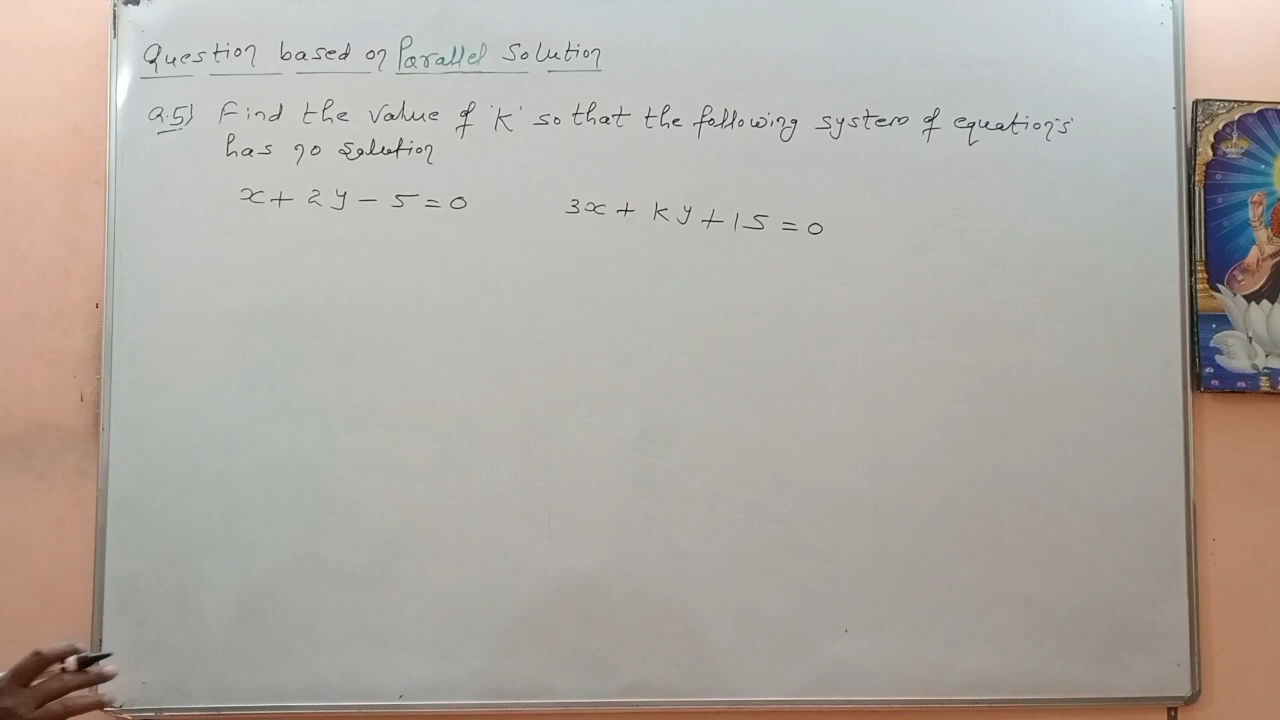 Question based on Parallel Solution
Q.5) Find the value of 'K' so that the following system of equation's
has no solution
x + 2y - 5 = 0 3x + Ky + 15 = 0